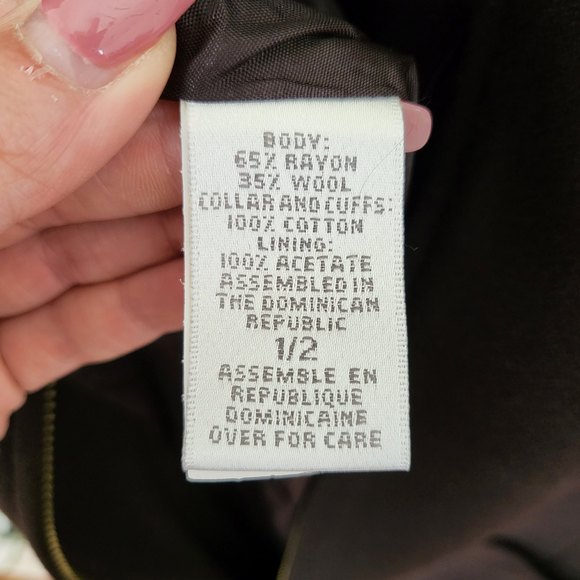 BODY:
65% RAYON
35% WOOL
COLLAR AND CUFFS:
100% COTTON
LINING:
100% ACETATE
ASSEMBLED IN
THE DOMINICAN
REPUBLIC
1/2
ASSEMBLE EN
REPUBLIQUE
DOMINICAINE
OVER FOR CARE